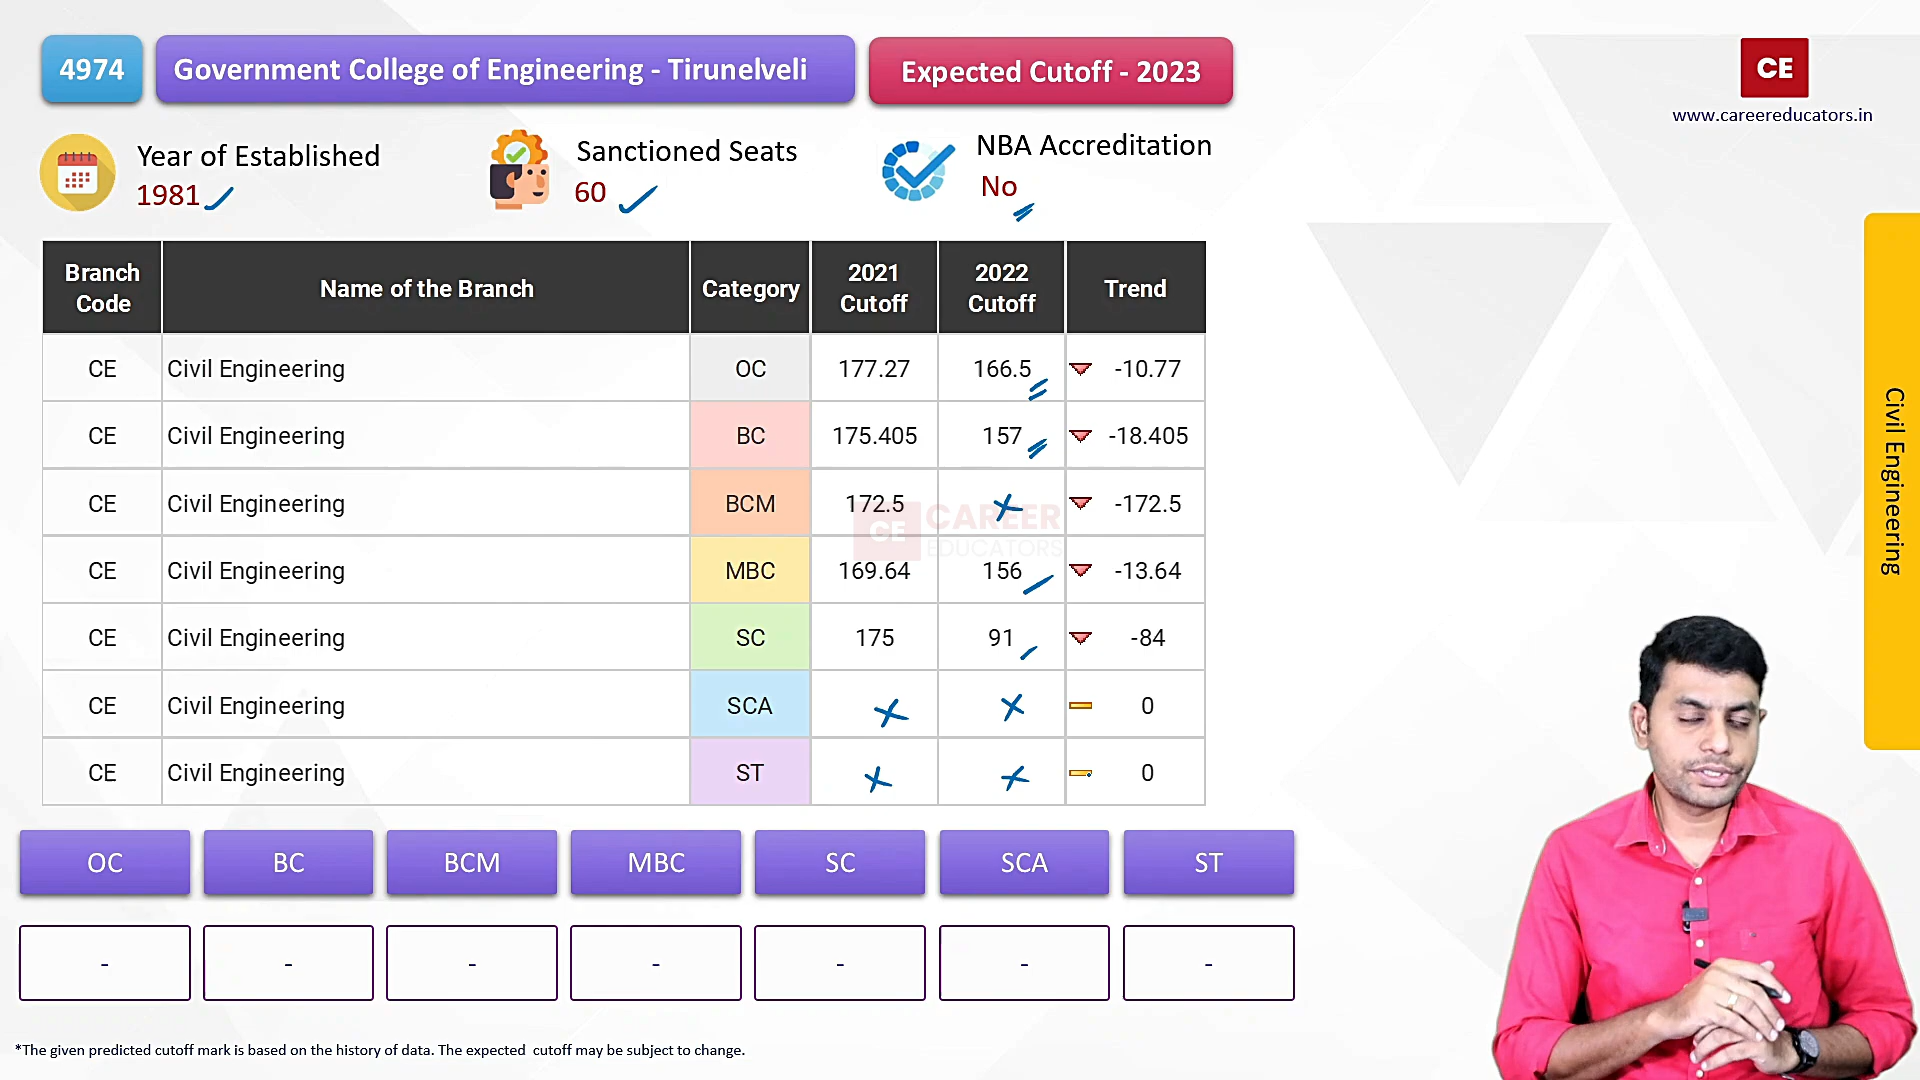 4974
Government College of Engineering - Tirunelveli
Expected Cutoff - 2023
CE
www.careereducators.in
Year of Established
1981
Sanctioned Seats
60
NBA Accreditation
No
Branch Code Name of the Branch Category 2021 Cutoff 2022 Cutoff Trend
CE Civil Engineering OC 177.27 166.5 -10.77
CE Civil Engineering BC 175.405 157 -18.405
CE Civil Engineering BCM 172.5 -172.5
CE Civil Engineering MBC 169.64 156 -13.64
CE Civil Engineering SC 175 91 -84
CE Civil Engineering SCA 0
CE Civil Engineering ST 0
CE CAREER
EDUCATORS
Civil Engineering
OC BC BCM MBC SC SCA ST
- - - - - - -
*The given predicted cutoff mark is based on the history of data. The expected cutoff may be subject to change.